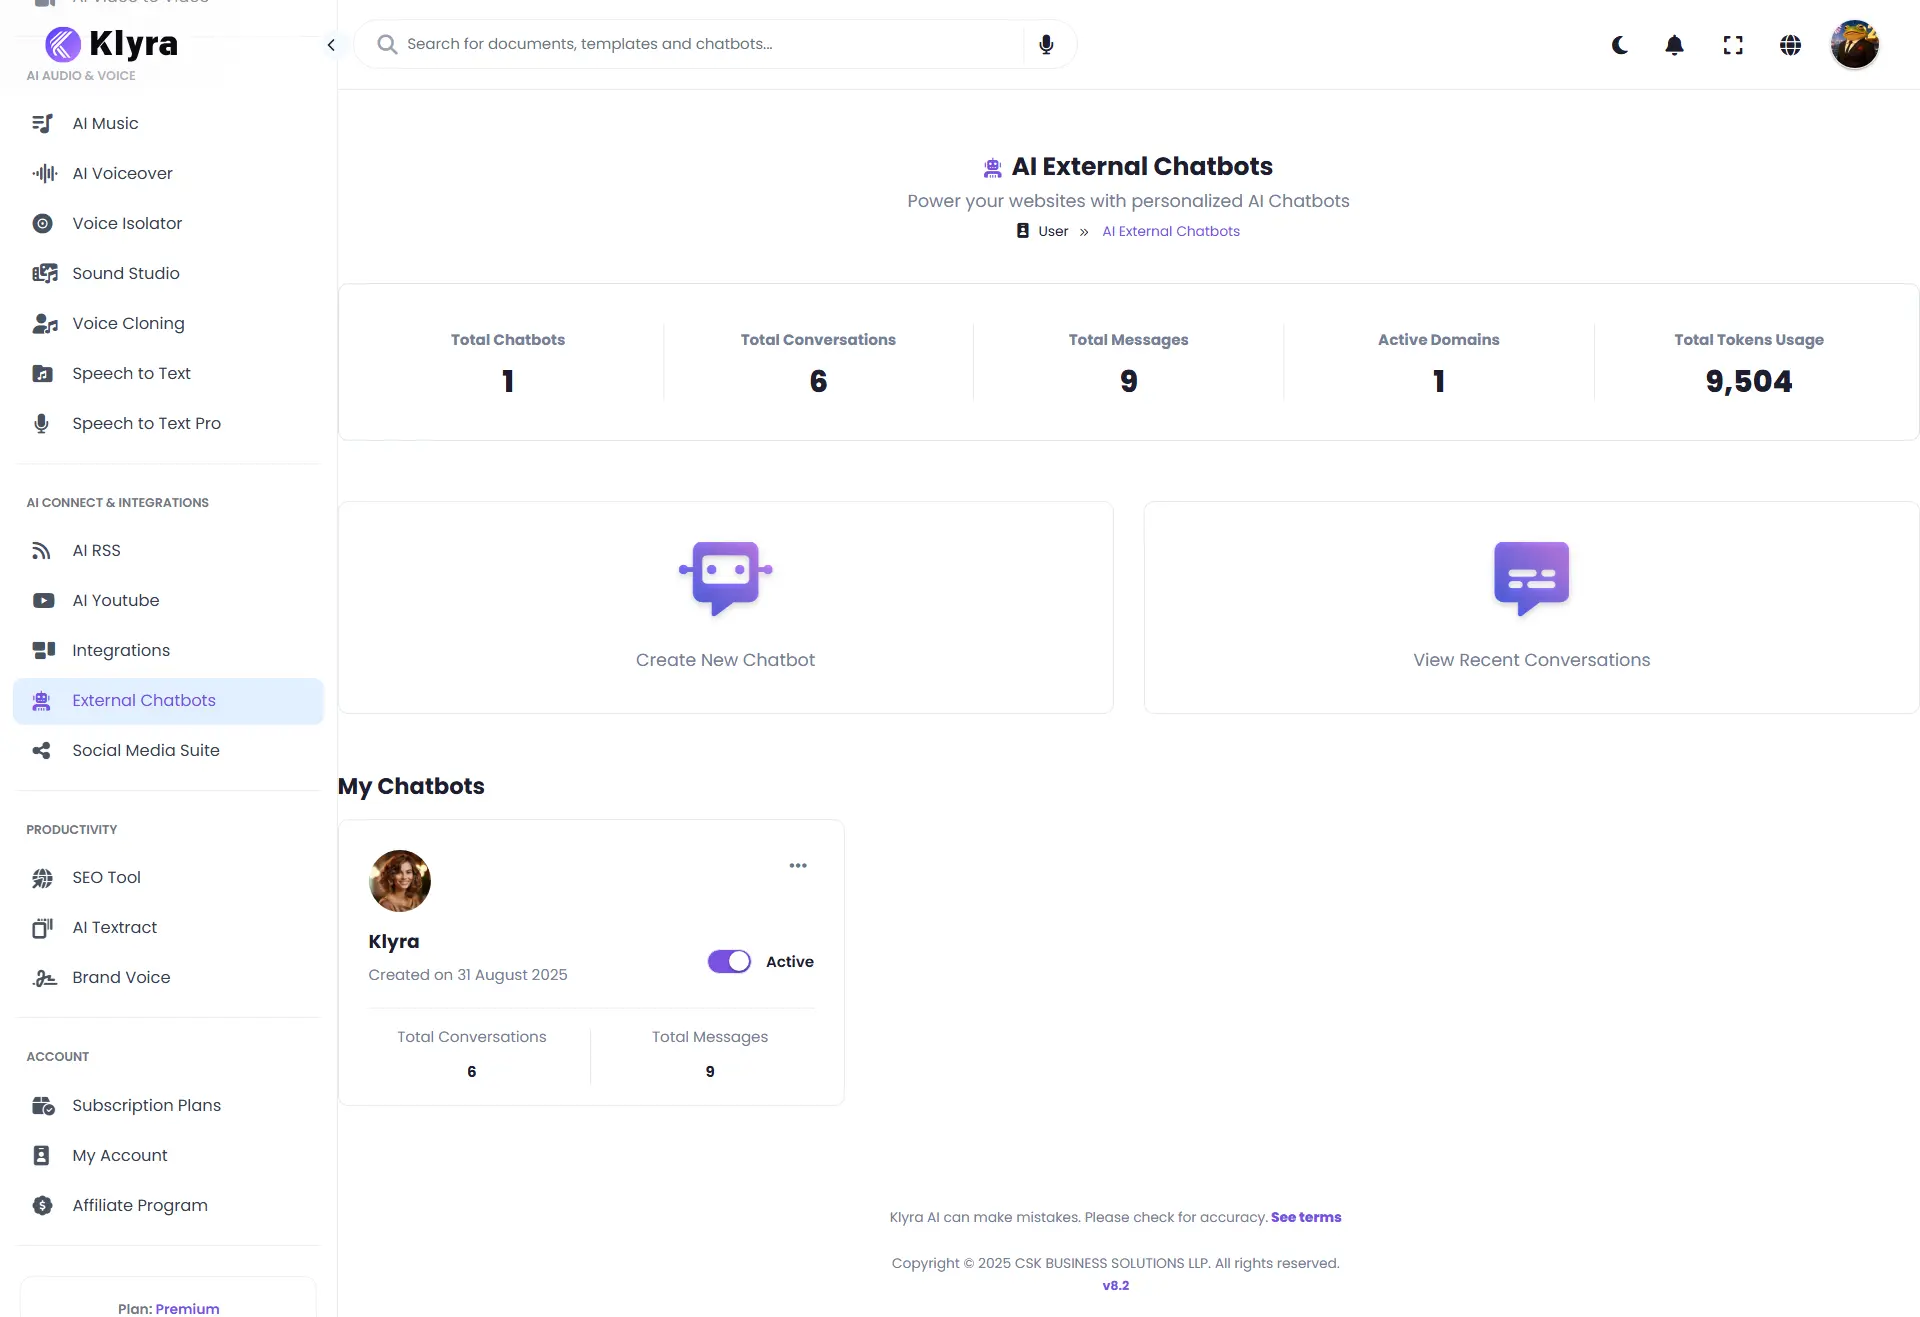 AI Video to Video
Klyra
AI AUDIO & VOICE
AI Music
AI Voiceover
Voice Isolator
Sound Studio
Voice Cloning
Speech to Text
Speech to Text Pro
AI CONNECT & INTEGRATIONS
AI RSS
AI Youtube
Integrations
External Chatbots
Social Media Suite
PRODUCTIVITY
SEO Tool
AI Textract
Brand Voice
ACCOUNT
Subscription Plans
My Account
Affiliate Program
Plan: Premium
Search for documents, templates and chatbots...
AI External Chatbots
Power your websites with personalized AI Chatbots
User » AI External Chatbots
Total Chatbots
1
Total Conversations
6
Total Messages
9
Active Domains
1
Total Tokens Usage
9,504
Create New Chatbot
View Recent Conversations
My Chatbots
Klyra
Created on 31 August 2025
Active
Total Conversations
6
Total Messages
9
Klyra AI can make mistakes. Please check for accuracy. See terms
Copyright © 2025 CSK BUSINESS SOLUTIONS LLP. All rights reserved.
v8.2